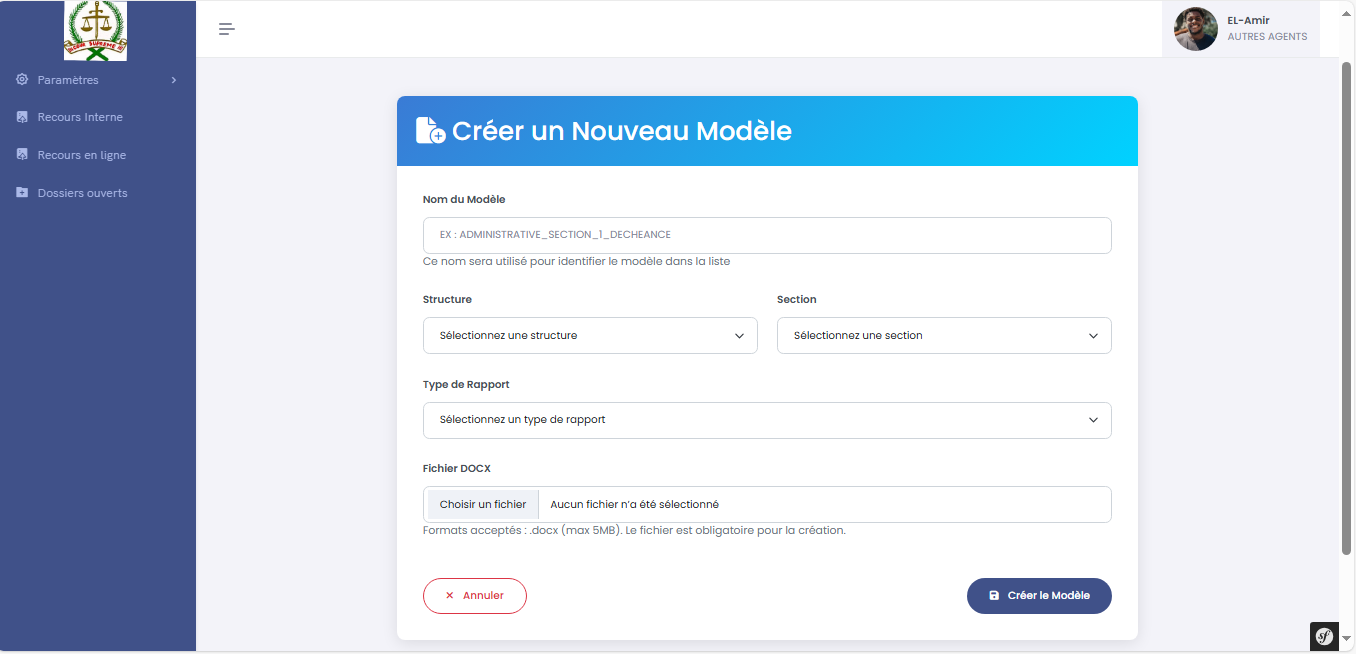 COUR SUPREME
EL-Amir
AUTRES AGENTS
Paramètres
Recours Interne
Recours en ligne
Dossiers ouverts
Créer un Nouveau Modèle
Nom du Modèle
EX : ADMINISTRATIVE_SECTION_1_DECHEANCE
Ce nom sera utilisé pour identifier le modèle dans la liste
Structure
Section
Sélectionnez une structure
Sélectionnez une section
Type de Rapport
Sélectionnez un type de rapport
Fichier DOCX
Choisir un fichier
Aucun fichier n'a été sélectionné
Formats acceptés : .docx (max 5MB). Le fichier est obligatoire pour la création.
Annuler
Créer le Modèle
sf